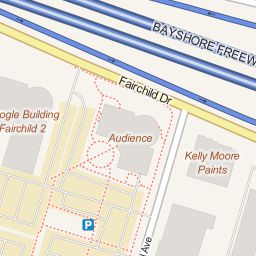 BAYSHORE FREEW
Fairchild Dr
ogle Building
Fairchild 2
Audience
Kelly Moore
Paints
P
Ave